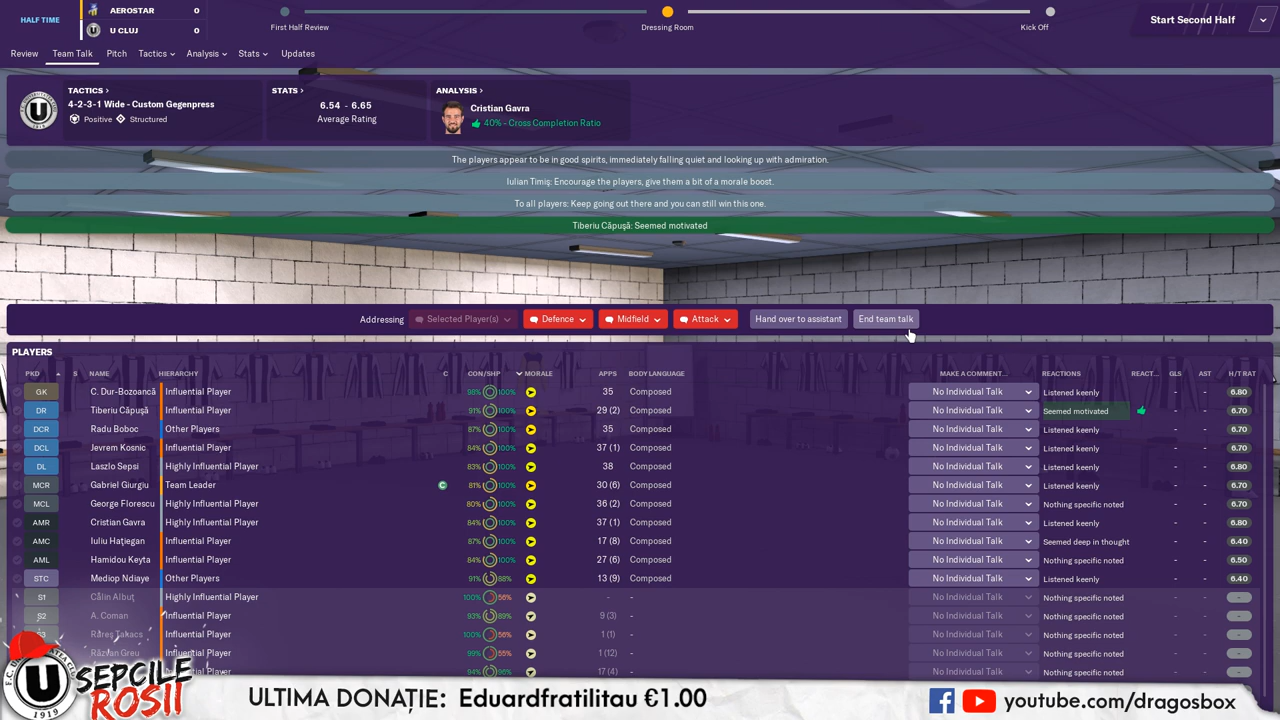 HALF TIME
AEROSTAR 0
U CLUJ 0
First Half Review
Dressing Room
Kick Off
Start Second Half
Review Team Talk Pitch Tactics Analysis Stats Updates
TACTICS
4-2-3-1 Wide - Custom Gegenpress
Positive Structured
STATS
6.54 - 6.65
Average Rating
ANALYSIS
Cristian Gavra
40% - Cross Completion Ratio
The players appear to be in good spirits, immediately falling quiet and looking up with admiration.
Iulian Timiş: Encourage the players, give them a bit of a morale boost.
To all players: Keep going out there and you can still win this one.
Tiberiu Căpuşă: Seemed motivated
Addressing Selected Player(s) Defence Midfield Attack Hand over to assistant End team talk
PLAYERS
PKD S NAME HIERARCHY C CON/SHP MORALE APPS BODY LANGUAGE MAKE A COMMENT... REACTIONS REACT... GLS AST H/T RAT
GK C. Dur-Bozoancă Influential Player 98% 100% 35 Composed No Individual Talk Listened keenly - - 6.80
DR Tiberiu Căpuşă Influential Player 91% 100% 29 (2) Composed No Individual Talk Seemed motivated - - 6.70
DCR Radu Boboc Other Players 87% 100% 35 Composed No Individual Talk Listened keenly - - 6.70
DCL Jevrem Kosnic Influential Player 84% 100% 37 (1) Composed No Individual Talk Listened keenly - - 6.70
DL Laszlo Sepsi Highly Influential Player 83% 100% 38 Composed No Individual Talk Listened keenly - - 6.80
MCR Gabriel Giurgiu Team Leader C 81% 100% 30 (6) Composed No Individual Talk Listened keenly - - 6.70
MCL George Florescu Highly Influential Player 80% 100% 36 (2) Composed No Individual Talk Nothing specific noted - - 6.70
AMR Cristian Gavra Highly Influential Player 84% 100% 37 (1) Composed No Individual Talk Listened keenly - - 6.80
AMC Iuliu Haţiegan Influential Player 87% 100% 17 (8) Composed No Individual Talk Seemed deep in thought - - 6.40
AML Hamidou Keyta Influential Player 84% 100% 27 (6) Composed No Individual Talk Nothing specific noted - - 6.50
STC Mediop Ndiaye Other Players 91% 88% 13 (9) Composed No Individual Talk Listened keenly - - 6.40
S1 Călin Albuţ Highly Influential Player 100% 56% - - No Individual Talk Nothing specific noted - - -
S2 A. Coman Influential Player 93% 89% 9 (3) - No Individual Talk Nothing specific noted - - -
S3 Rareş Takacs Influential Player 100% 56% 1 (1) - No Individual Talk Nothing specific noted - - -
Răzvan Greu Influential Player 99% 55% 1 (12) - No Individual Talk Nothing specific noted - - -
Influential Player 94% 96% 17 (4) - No Individual Talk Nothing specific noted - - -
U
1919
SEPCILE
ROSII
ULTIMA DONAȚIE: Eduardfratilitau €1.00
youtube.com/dragosbox